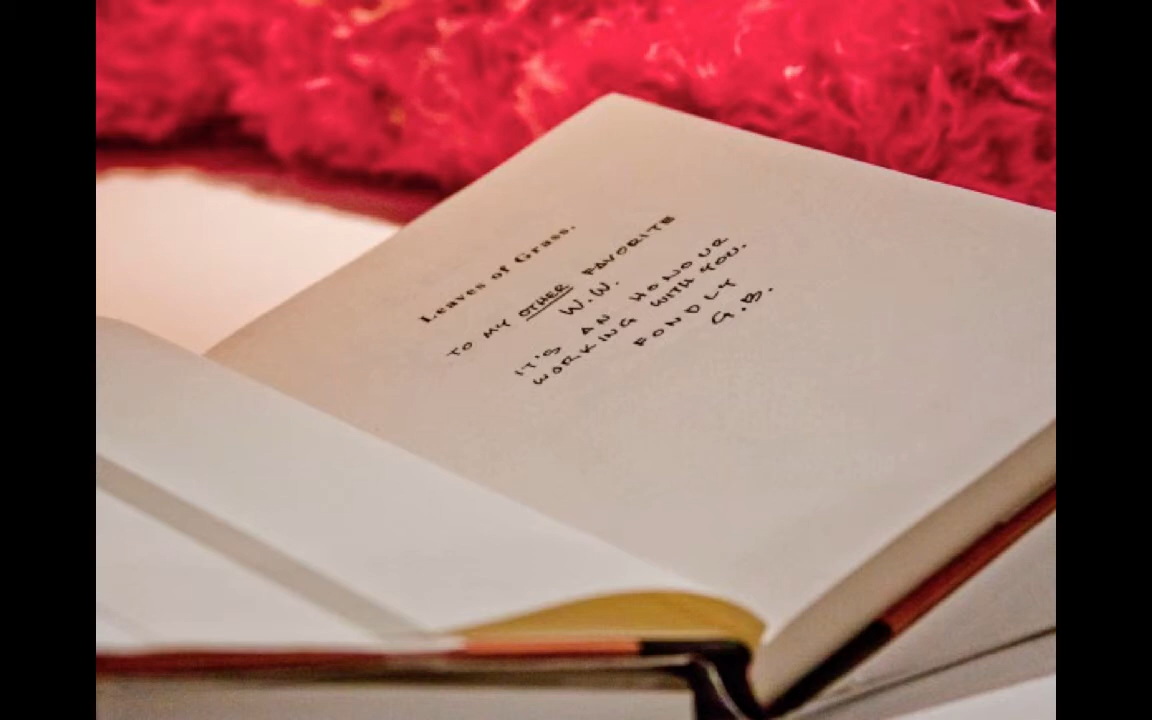 Leaves of Grass.
TO MY OTHER FAVORITE
W.W.
IT'S AN HONOUR
WORKING WITH YOU.
FONDLY
G.B.